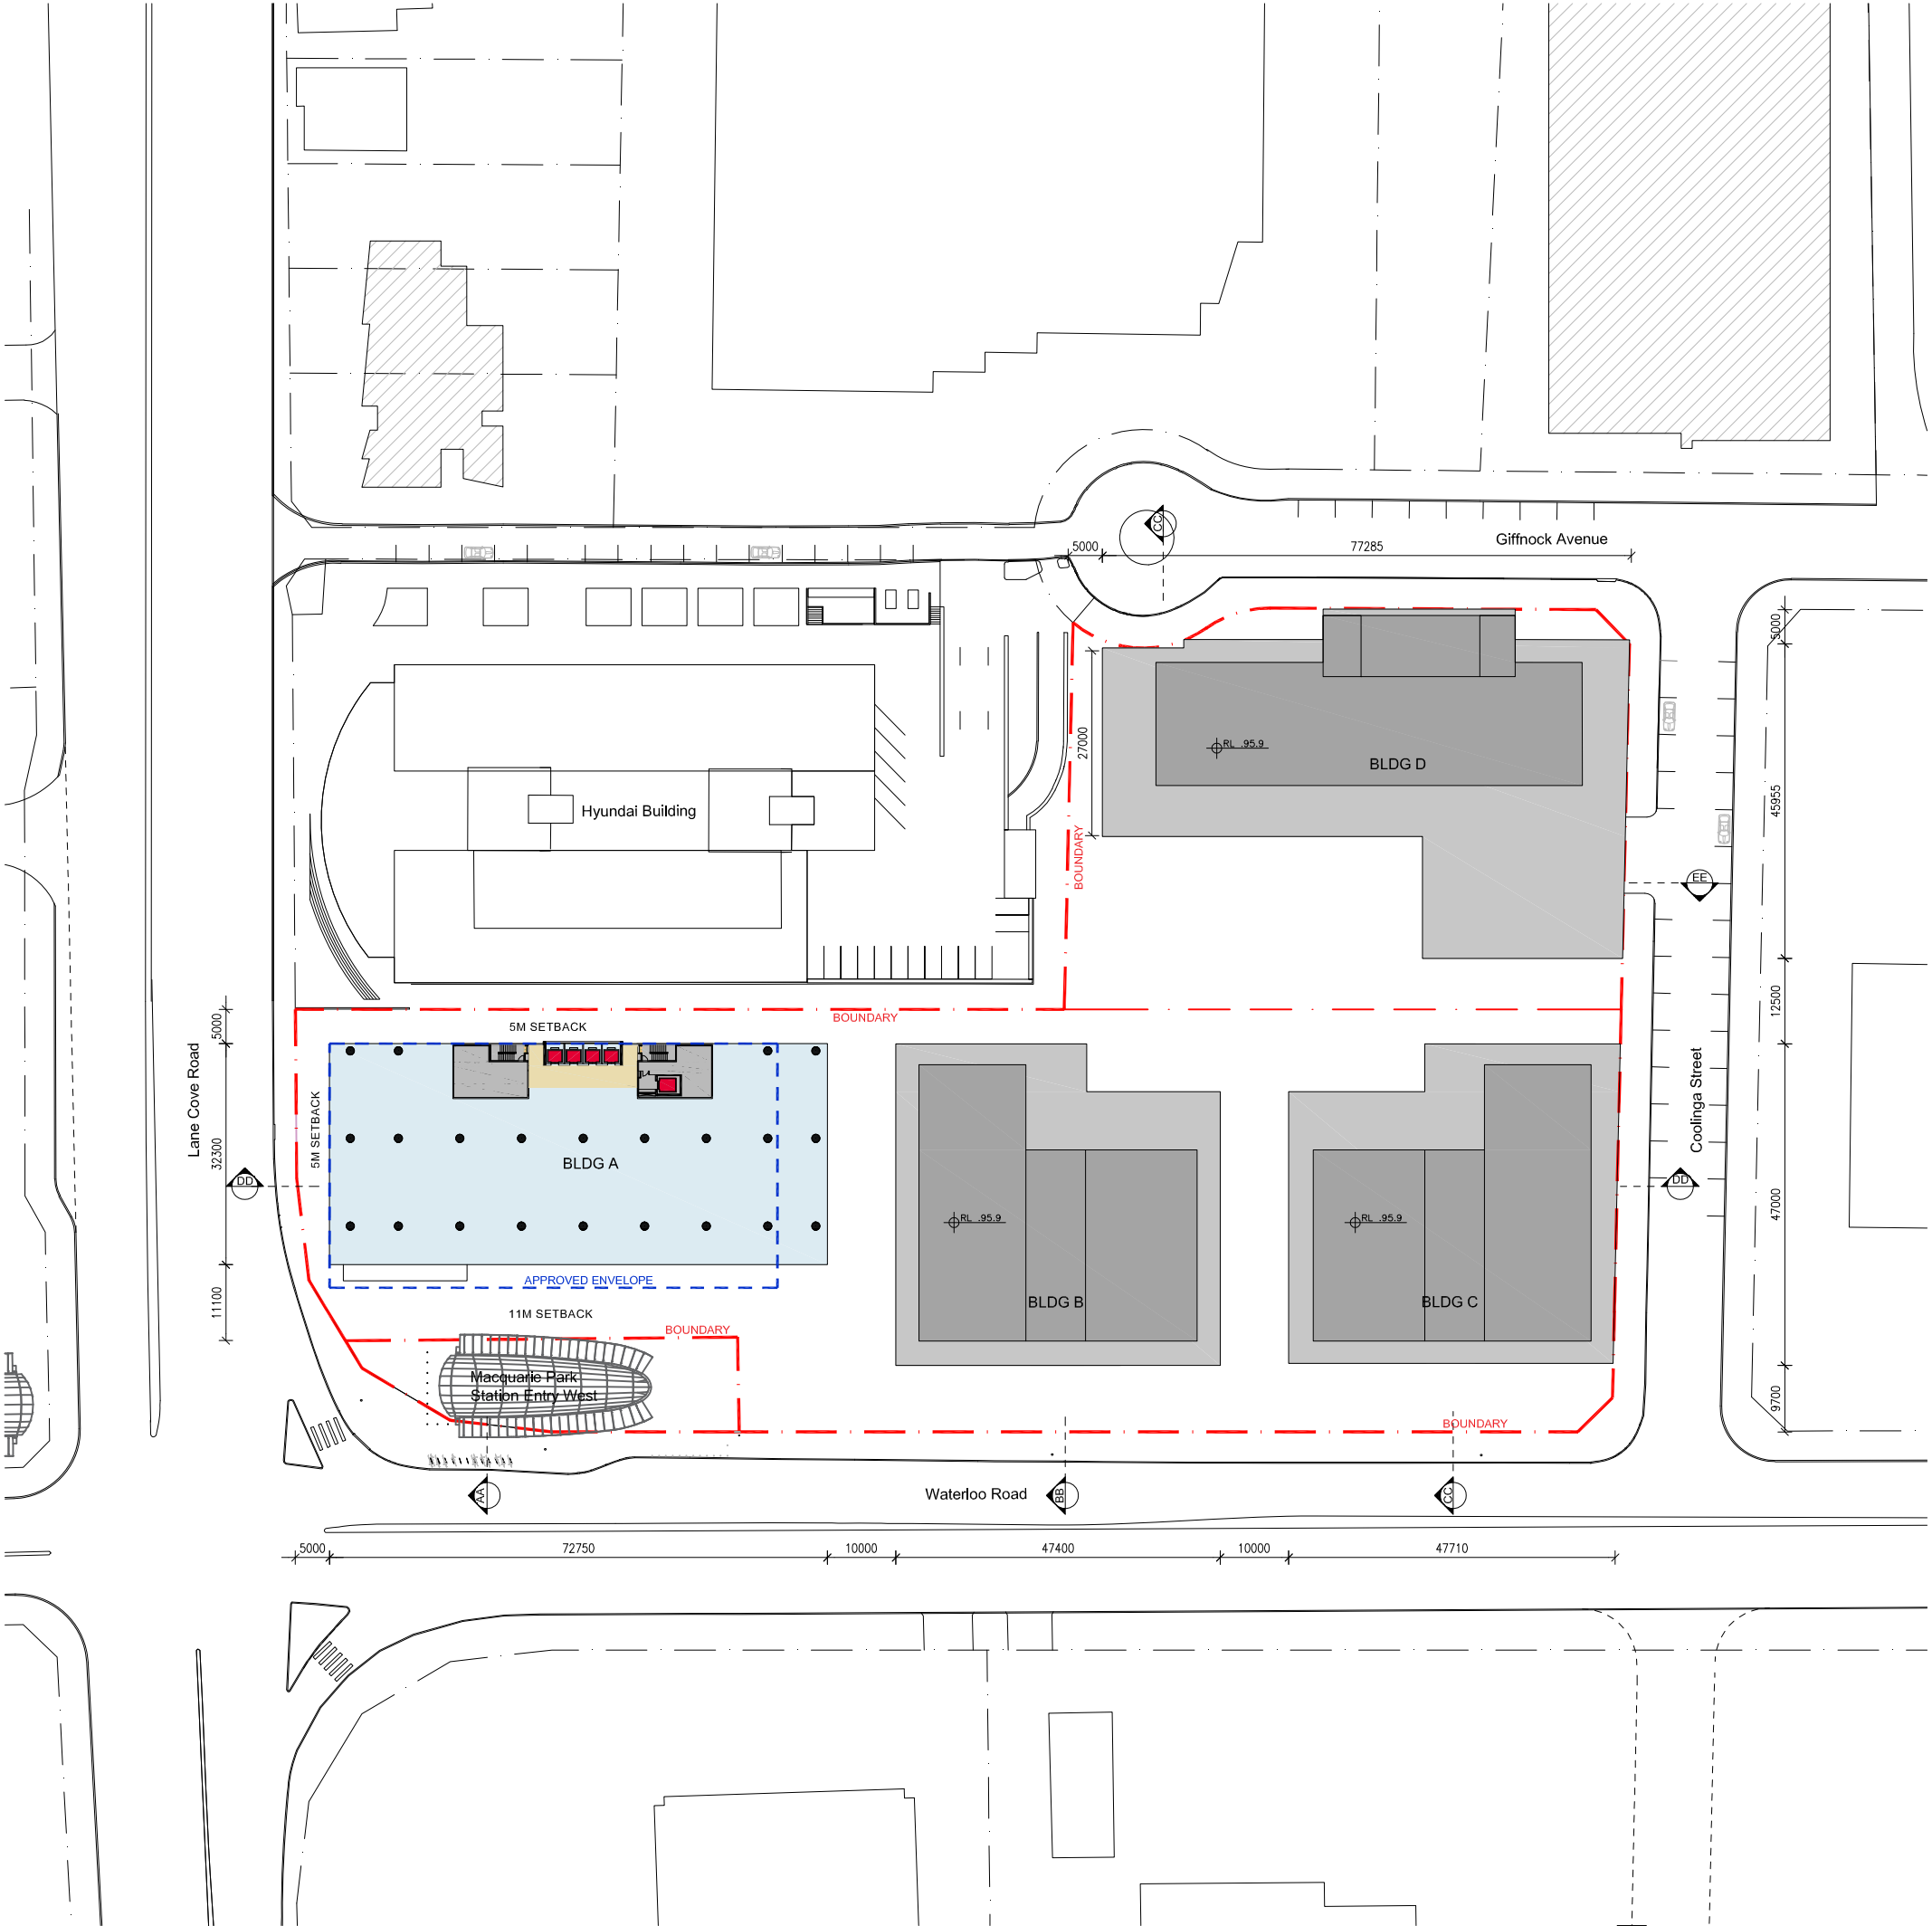 CC
Giffnock Avenue
5000
77285
5000
27000
RL .95.9
BLDG D
45955
Hyundai Building
BOUNDARY
EE
12500
BOUNDARY
5M SETBACK
5000
Lane Cove Road
5M SETBACK
32300
BLDG A
Coolinga Street
DD
DD
47000
RL .95.9
RL .95.9
APPROVED ENVELOPE
11100
BLDG B
BLDG C
11M SETBACK
BOUNDARY
Macquarie Park
Station Entry West
9700
BOUNDARY
AA
Waterloo Road
BB
CC
5000
72750
10000
47400
10000
47710